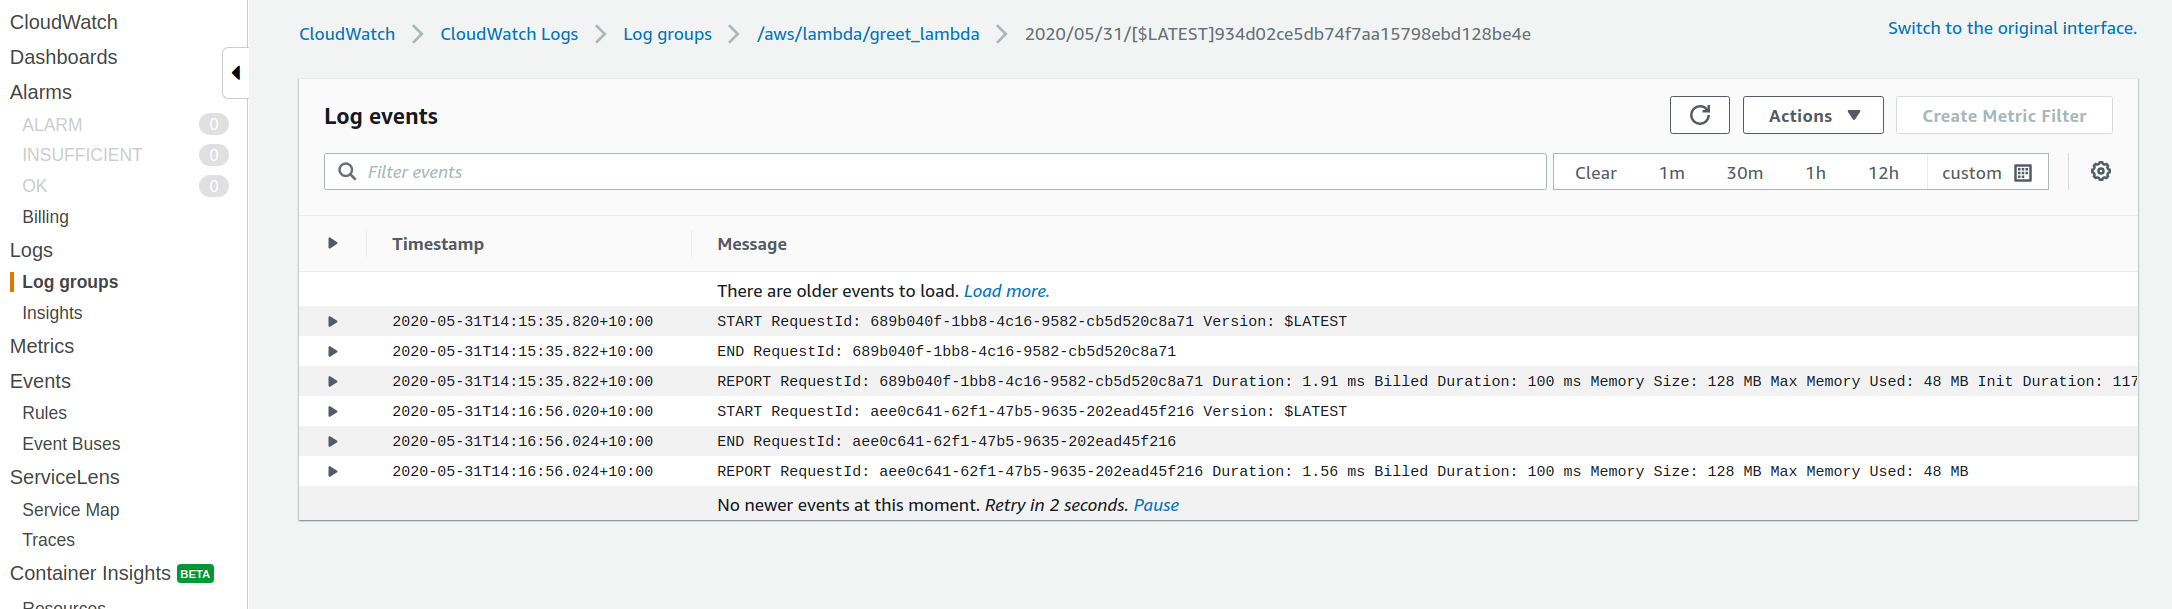 CloudWatch
Dashboards
Alarms
ALARM 0
INSUFFICIENT 0
OK 0
Billing
Logs
Log groups
Insights
Metrics
Events
Rules
Event Buses
ServiceLens
Service Map
Traces
Container Insights BETA
Resources
CloudWatch CloudWatch Logs Log groups /aws/lambda/greet_lambda 2020/05/31/[$LATEST]934d02ce5db74f7aa15798ebd128be4e
Switch to the original interface.
Log events
Actions
Create Metric Filter
Filter events
Clear 1m 30m 1h 12h custom
Timestamp Message
There are older events to load. Load more.
2020-05-31T14:15:35.820+10:00 START RequestId: 689b040f-1bb8-4c16-9582-cb5d520c8a71 Version: $LATEST
2020-05-31T14:15:35.822+10:00 END RequestId: 689b040f-1bb8-4c16-9582-cb5d520c8a71
2020-05-31T14:15:35.822+10:00 REPORT RequestId: 689b040f-1bb8-4c16-9582-cb5d520c8a71 Duration: 1.91 ms Billed Duration: 100 ms Memory Size: 128 MB Max Memory Used: 48 MB Init Duration: 117
2020-05-31T14:16:56.020+10:00 START RequestId: aee0c641-62f1-47b5-9635-202ead45f216 Version: $LATEST
2020-05-31T14:16:56.024+10:00 END RequestId: aee0c641-62f1-47b5-9635-202ead45f216
2020-05-31T14:16:56.024+10:00 REPORT RequestId: aee0c641-62f1-47b5-9635-202ead45f216 Duration: 1.56 ms Billed Duration: 100 ms Memory Size: 128 MB Max Memory Used: 48 MB
No newer events at this moment. Retry in 2 seconds. Pause